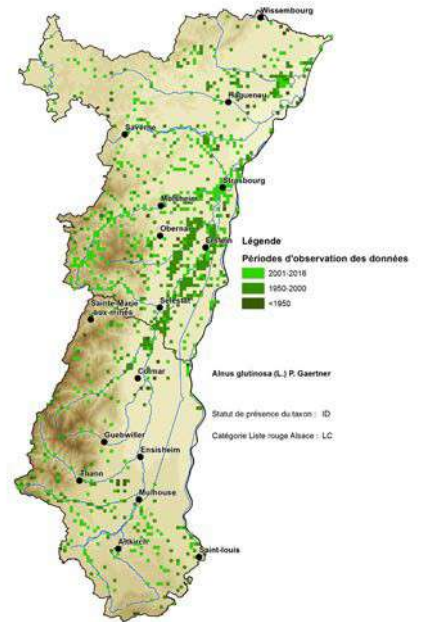 Wissembourg
Haguenau
Saverne
Strasbourg
Molsheim
Obernai
Erstein
Légende
Périodes d'observation des données
2001-2016
1950-2000
<1950
Sainte-Marie
aux-mines
Sélestat
Colmar
Alnus glutinosa (L.) P. Gaertner
Statut de présence du taxon : ID
Catégorie Liste rouge Alsace : LC
Guebwiller
Ensisheim
Thann
Mulhouse
Altkirch
Saint-louis